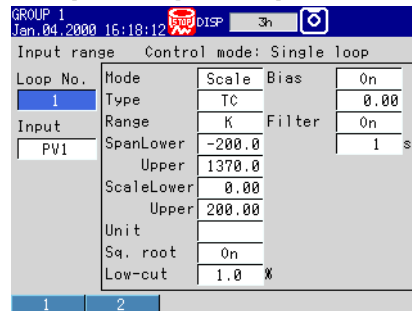 GROUP 1
Jan.04.2000 16:18:12 STOP DISP 3h
Input range Control mode: Single loop
Loop No. Mode Scale Bias On
1 Type TC 0.00
Input Range K Filter On
PV1 SpanLower -200.0 1 s
Upper 1370.0
ScaleLower 0.00
Upper 200.00
Unit
Sq. root On
Low-cut 1.0 %
1 2